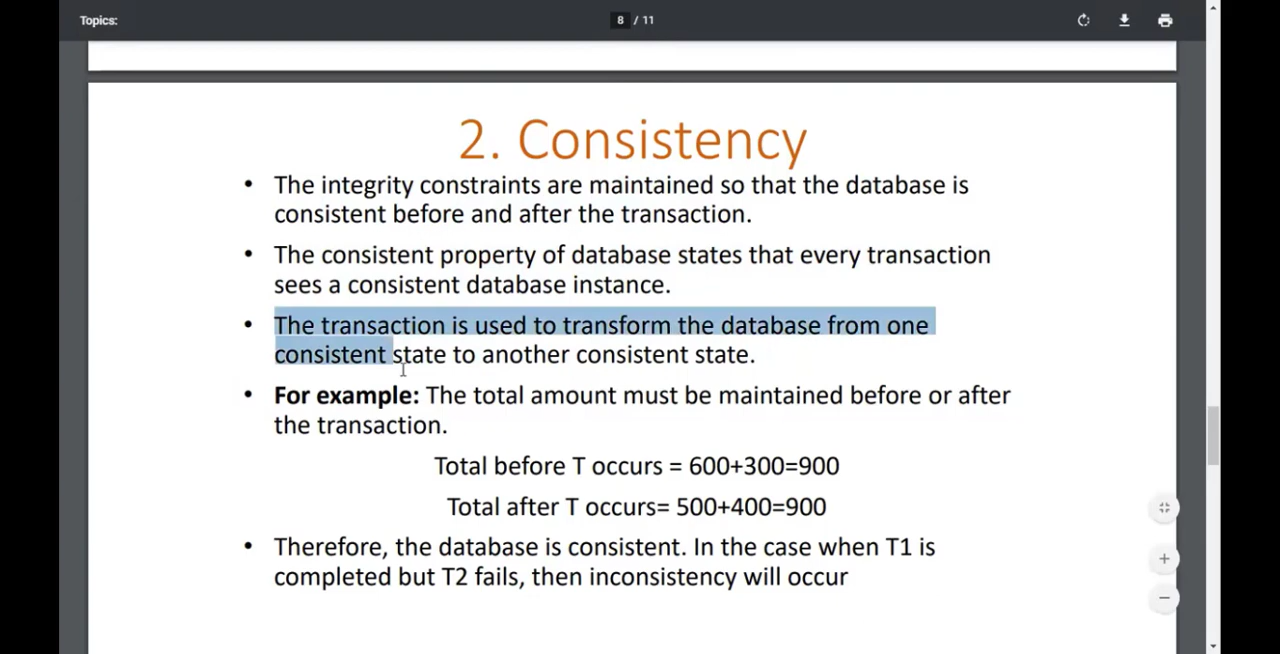 Topics:
8 / 11
2. Consistency
• The integrity constraints are maintained so that the database is
consistent before and after the transaction.
• The consistent property of database states that every transaction
sees a consistent database instance.
• The transaction is used to transform the database from one
consistent state to another consistent state.
• For example: The total amount must be maintained before or after
the transaction.
Total before T occurs = 600+300=900
Total after T occurs= 500+400=900
• Therefore, the database is consistent. In the case when T1 is
completed but T2 fails, then inconsistency will occur